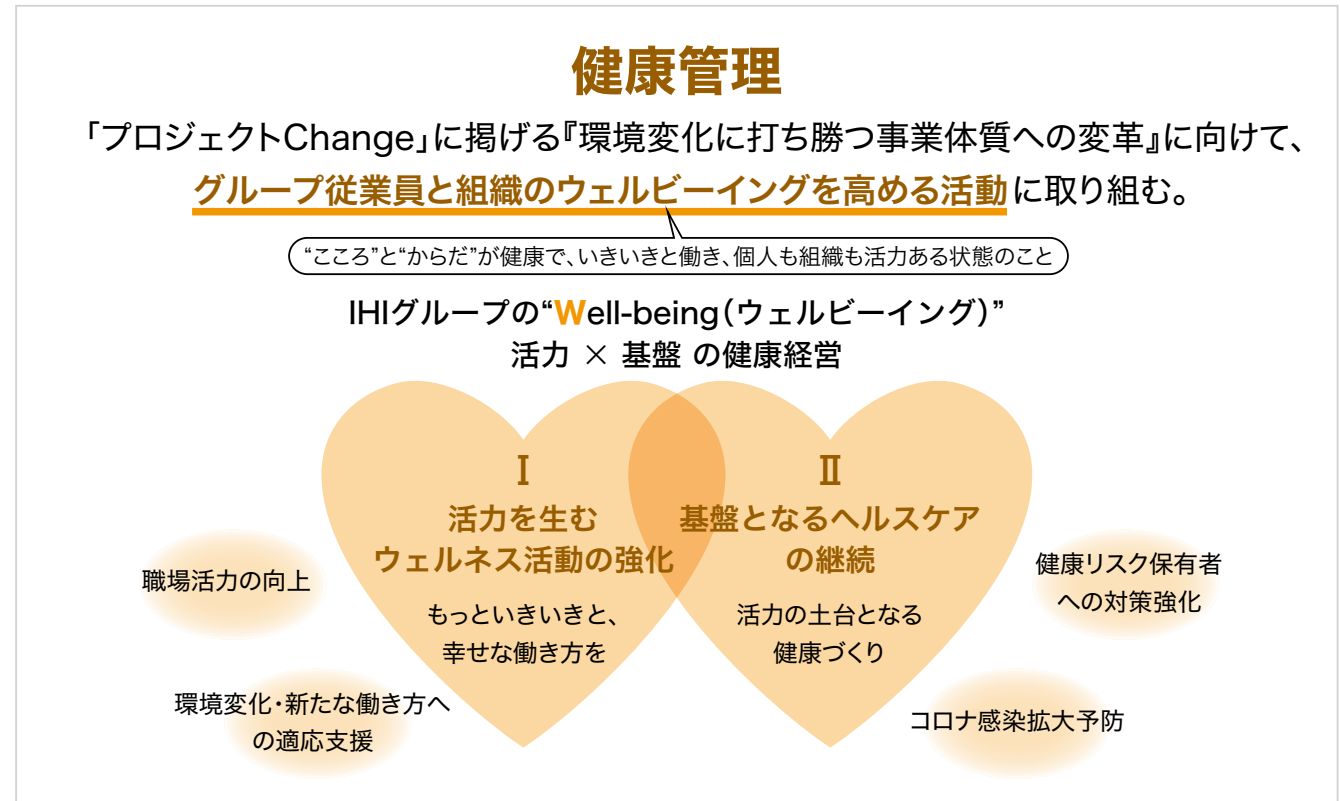 健康管理
「プロジェクトChange」に掲げる『環境変化に打ち勝つ事業体質への変革』に向けて、
グループ従業員と組織のウェルビーイングを高める活動に取り組む。
“こころ”と“からだ”が健康で、いきいきと働き、個人も組織も活力ある状態のこと
IHIグループの“Well-being(ウェルビーイング)”
活力 × 基盤 の健康経営
Ⅰ
活力を生む
ウェルネス活動の強化
もっといきいきと、
幸せな働き方を
Ⅱ
基盤となるヘルスケア
の継続
活力の土台となる
健康づくり
職場活力の向上
環境変化・新たな働き方へ
の適応支援
健康リスク保有者
への対策強化
コロナ感染拡大予防